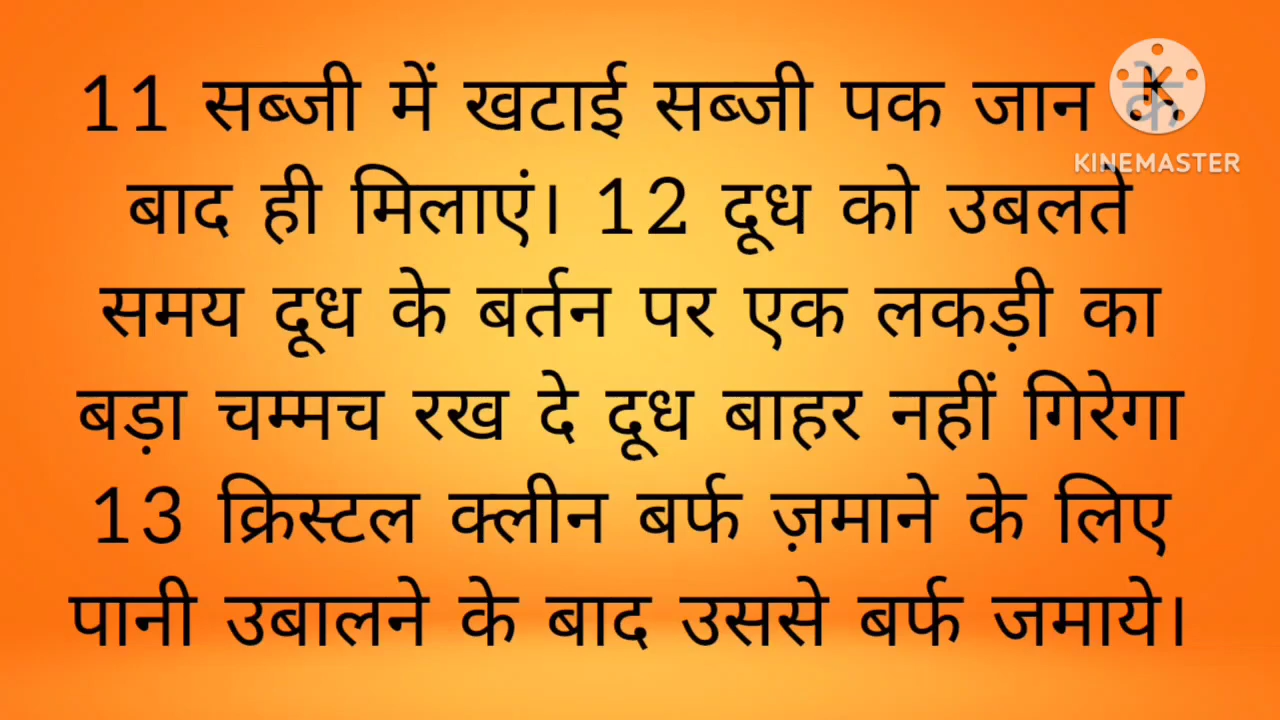 11 सब्जी में खटाई सब्जी पक जान के
KINEMASTER
बाद ही मिलाएं। 12 दूध को उबलते
समय दूध के बर्तन पर एक लकड़ी का
बड़ा चम्मच रख दे दूध बाहर नहीं गिरेगा
13 क्रिस्टल क्लीन बर्फ ज़माने के लिए
पानी उबालने के बाद उससे बर्फ जमाये।